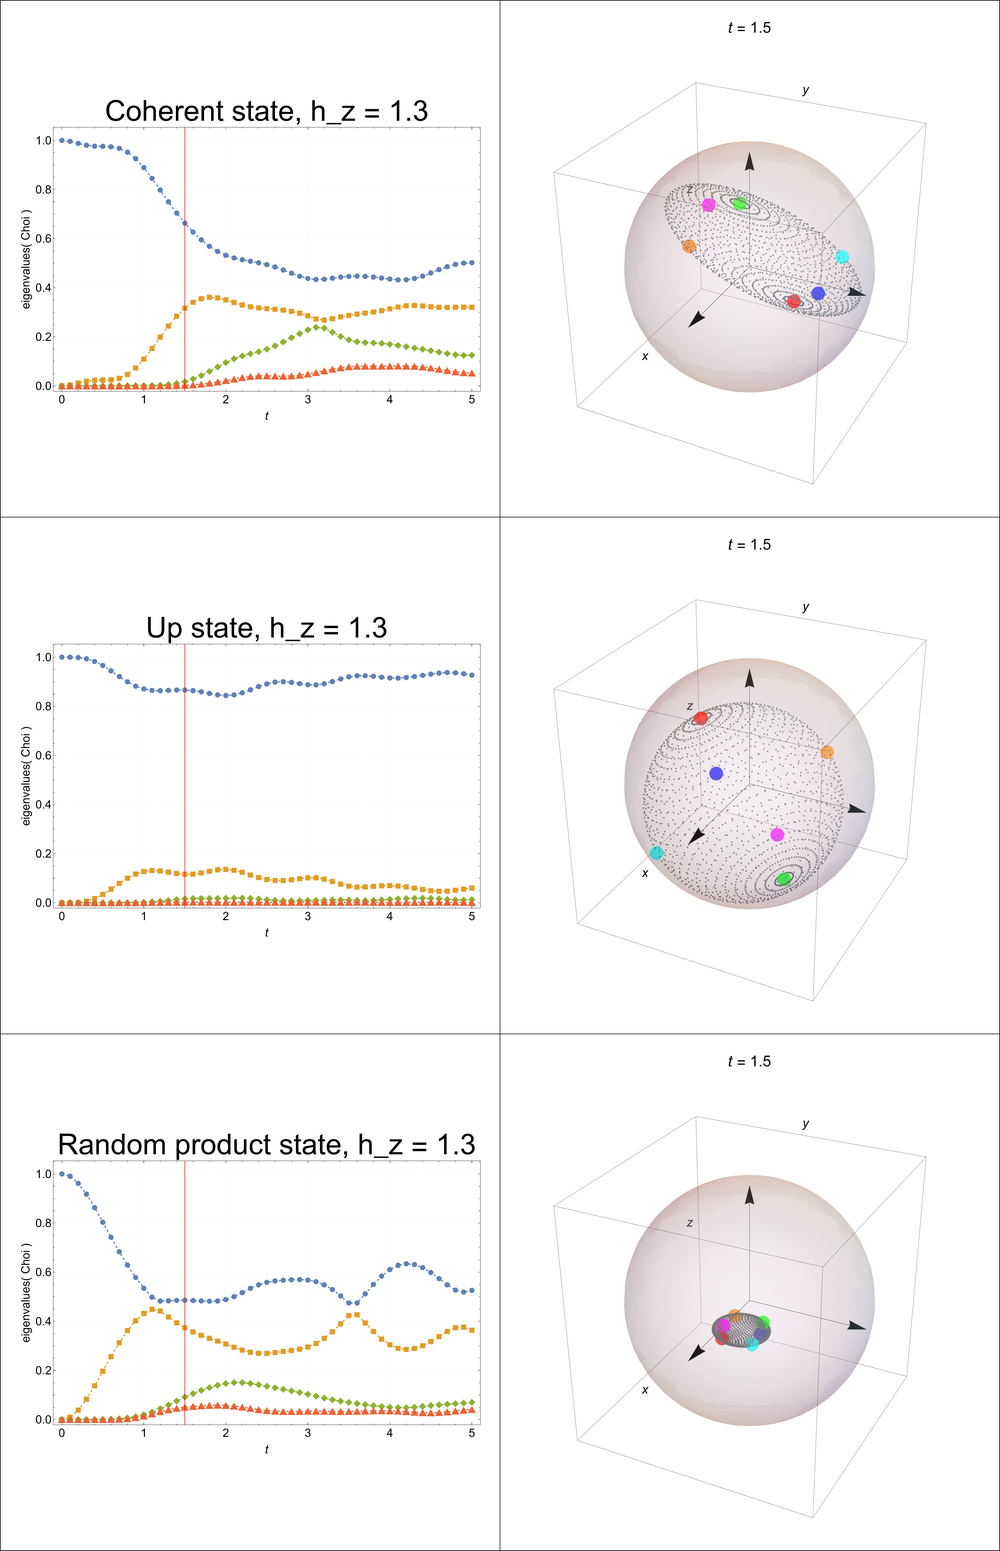 t = 1.5
y
Coherent state, h_z = 1.3
1.0
0.8
0.6
0.4
0.2
0.0
eigenvalues( Choi )
0 1 2 3 4 5
t
z
x
t = 1.5
y
Up state, h_z = 1.3
1.0
0.8
0.6
0.4
0.2
0.0
eigenvalues( Choi )
0 1 2 3 4 5
t
z
x
t = 1.5
y
Random product state, h_z = 1.3
1.0
0.8
0.6
0.4
0.2
0.0
eigenvalues( Choi )
0 1 2 3 4 5
t
z
x